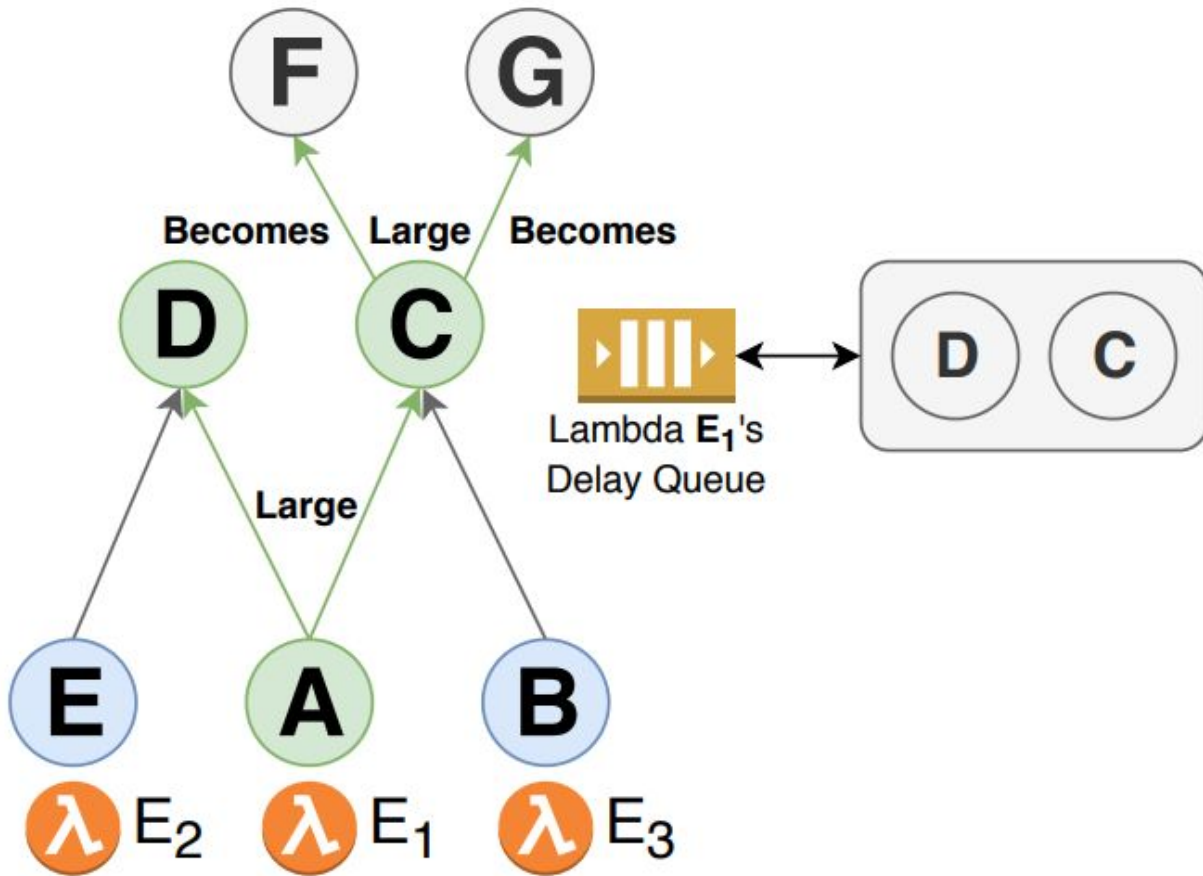 F G
Becomes Large Becomes
D C
D C
Lambda E₁'s
Delay Queue
Large
E A B
λ E₂ λ E₁ λ E₃